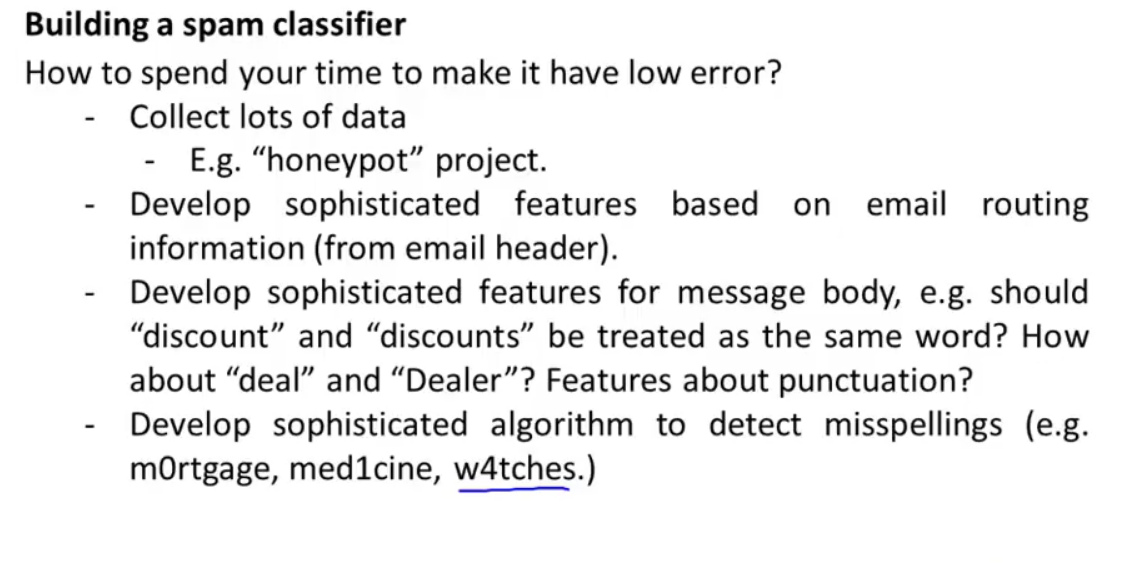 Building a spam classifier
How to spend your time to make it have low error?
- Collect lots of data
- E.g. “honeypot” project.
- Develop sophisticated features based on email routing
information (from email header).
- Develop sophisticated features for message body, e.g. should
“discount” and “discounts” be treated as the same word? How
about “deal” and “Dealer”? Features about punctuation?
- Develop sophisticated algorithm to detect misspellings (e.g.
m0rtgage, med1cine, w4tches.)